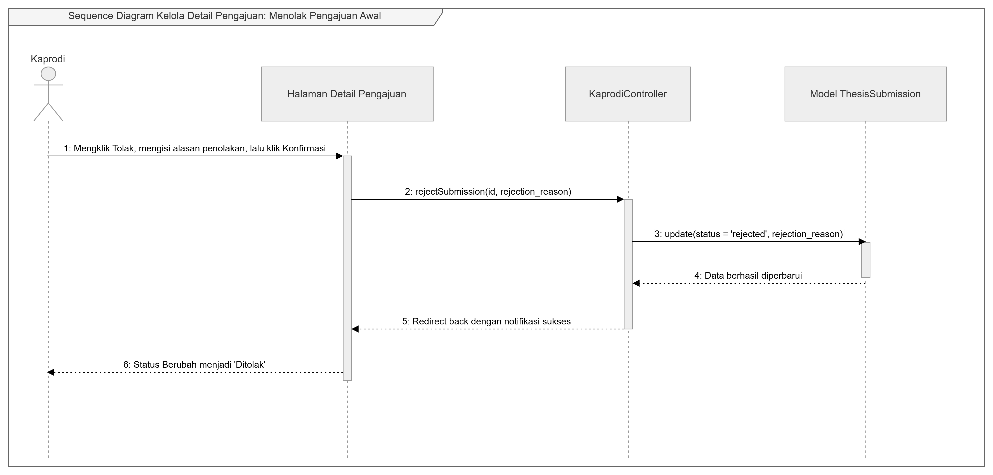 Sequence Diagram Kelola Detail Pengajuan: Menolak Pengajuan Awal
Kaprodi
Halaman Detail Pengajuan
KaprodiController
Model ThesisSubmission
1: Mengklik Tolak, mengisi alasan penolakan, lalu klik Konfirmasi
2: rejectSubmission(id, rejection_reason)
3: update(status = 'rejected', rejection_reason)
4: Data berhasil diperbarui
5: Redirect back dengan notifikasi sukses
6: Status Berubah menjadi 'Ditolak'